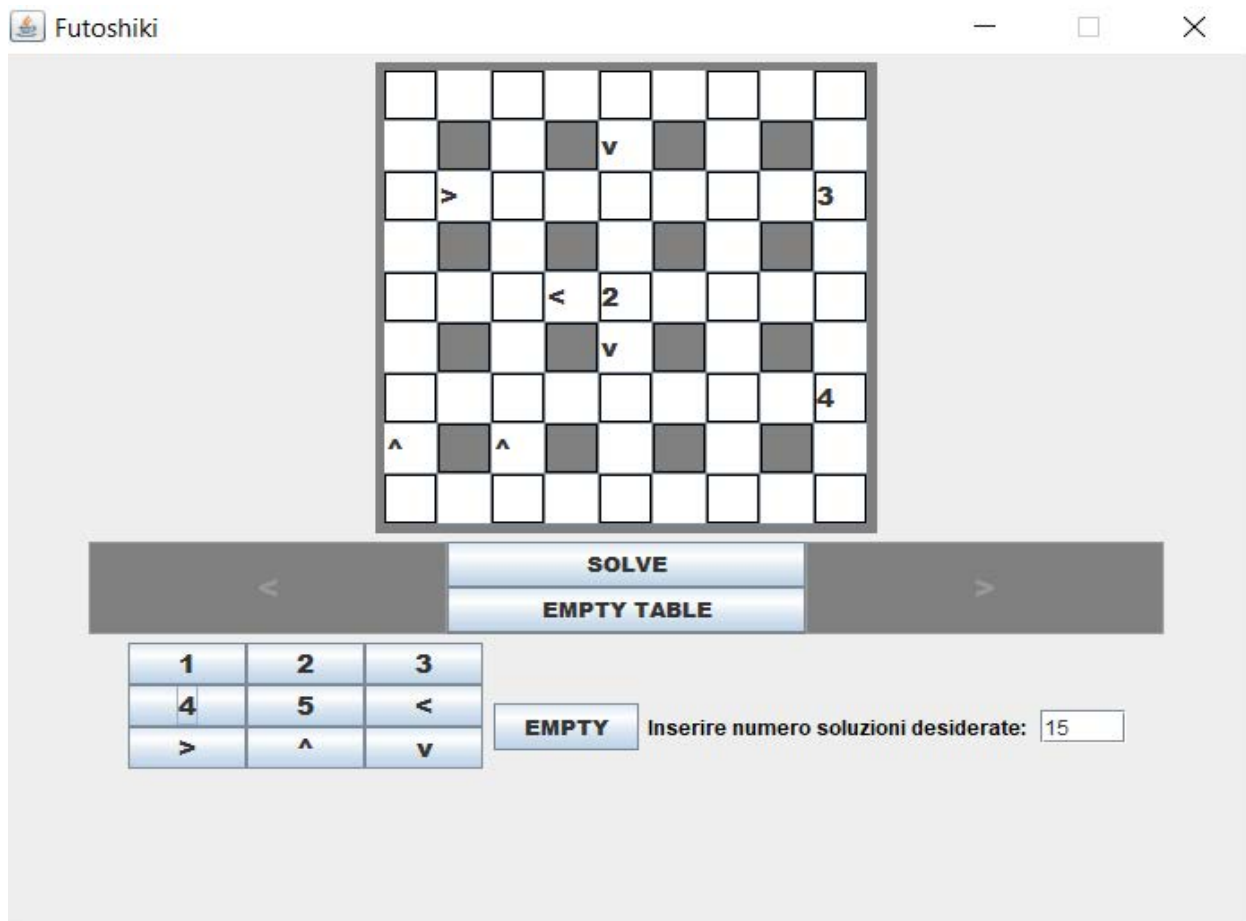 Futoshiki
v
> 3
< 2
v
4
^ ^
SOLVE
< >
EMPTY TABLE
1 2 3
4 5 <
> ^ v
EMPTY Inserire numero soluzioni desiderate: 15